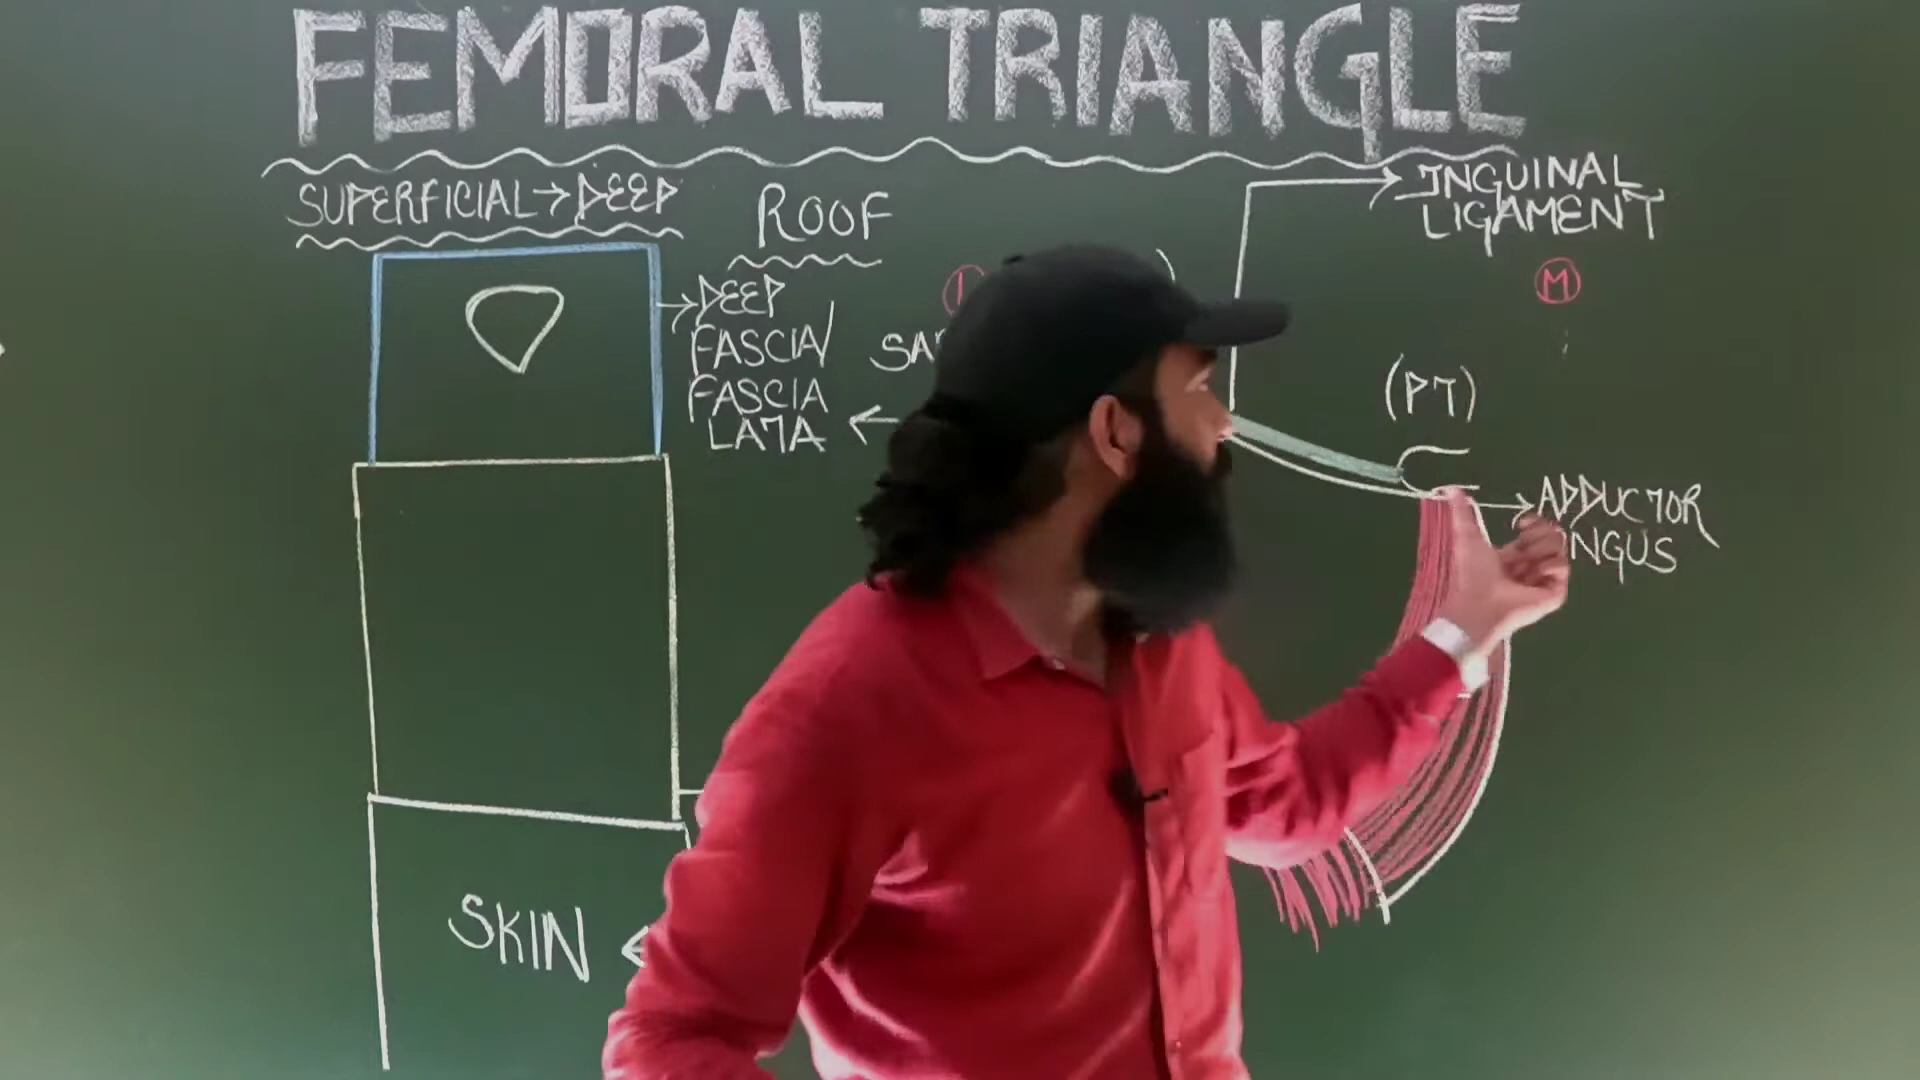 FEMORAL TRIANGLE
SUPERFICIAL → DEEP
ROOF
→ DEEP
FASCIA/
FASCIA
LATA ←
SKIN ←
INGUINAL
LIGAMENT
M
(PT)
→ ADDUCTOR